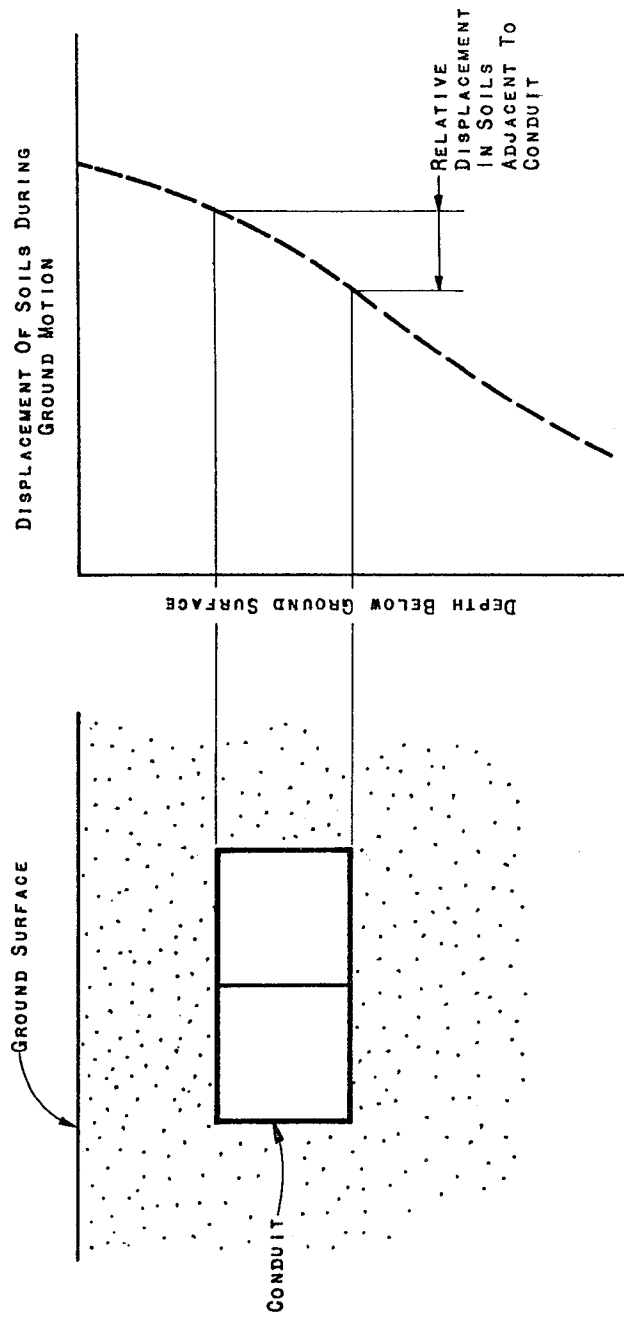 DISPLACEMENT OF SOILS DURING
GROUND MOTION
GROUND SURFACE
CONDUIT
DEPTH BELOW GROUND SURFACE
RELATIVE
DISPLACEMENT
IN SOILS
ADJACENT TO
CONDUIT